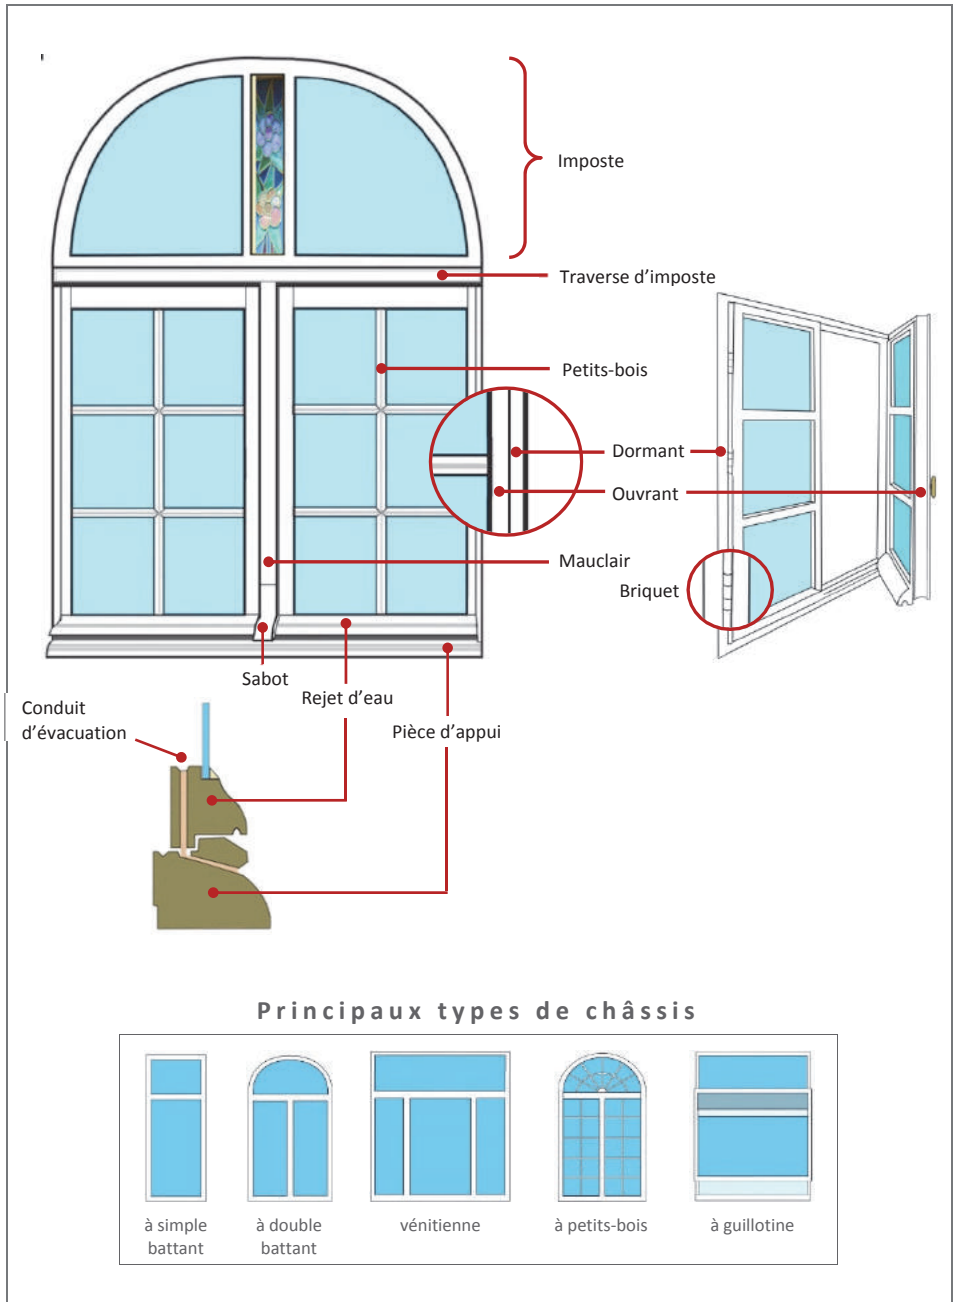 Imposte
Traverse d’imposte
Petits-bois
Dormant
Ouvrant
Mauclair
Briquet
Sabot
Rejet d’eau
Pièce d’appui
Conduit
d’évacuation
Principaux types de châssis
à simple
battant
à double
battant
vénitienne
à petits-bois
à guillotine